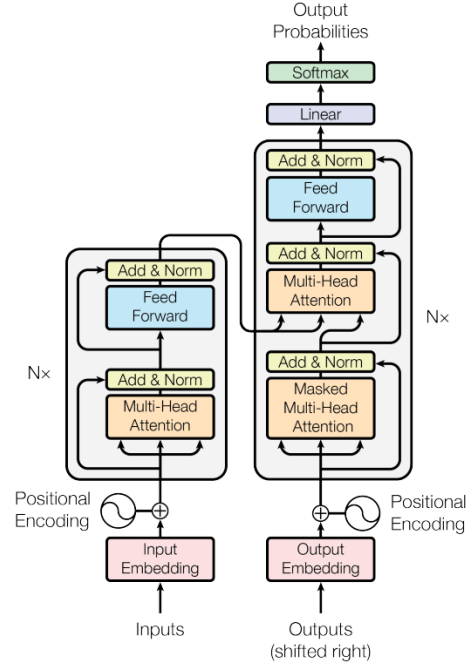 Output
Probabilities
Softmax
Linear
Add & Norm
Feed
Forward
Add & Norm
Multi-Head
Attention
Add & Norm
Masked
Multi-Head
Attention
Nx
Add & Norm
Feed
Forward
Add & Norm
Multi-Head
Attention
Nx
Positional
Encoding
Input
Embedding
Inputs
Positional
Encoding
Output
Embedding
Outputs
(shifted right)